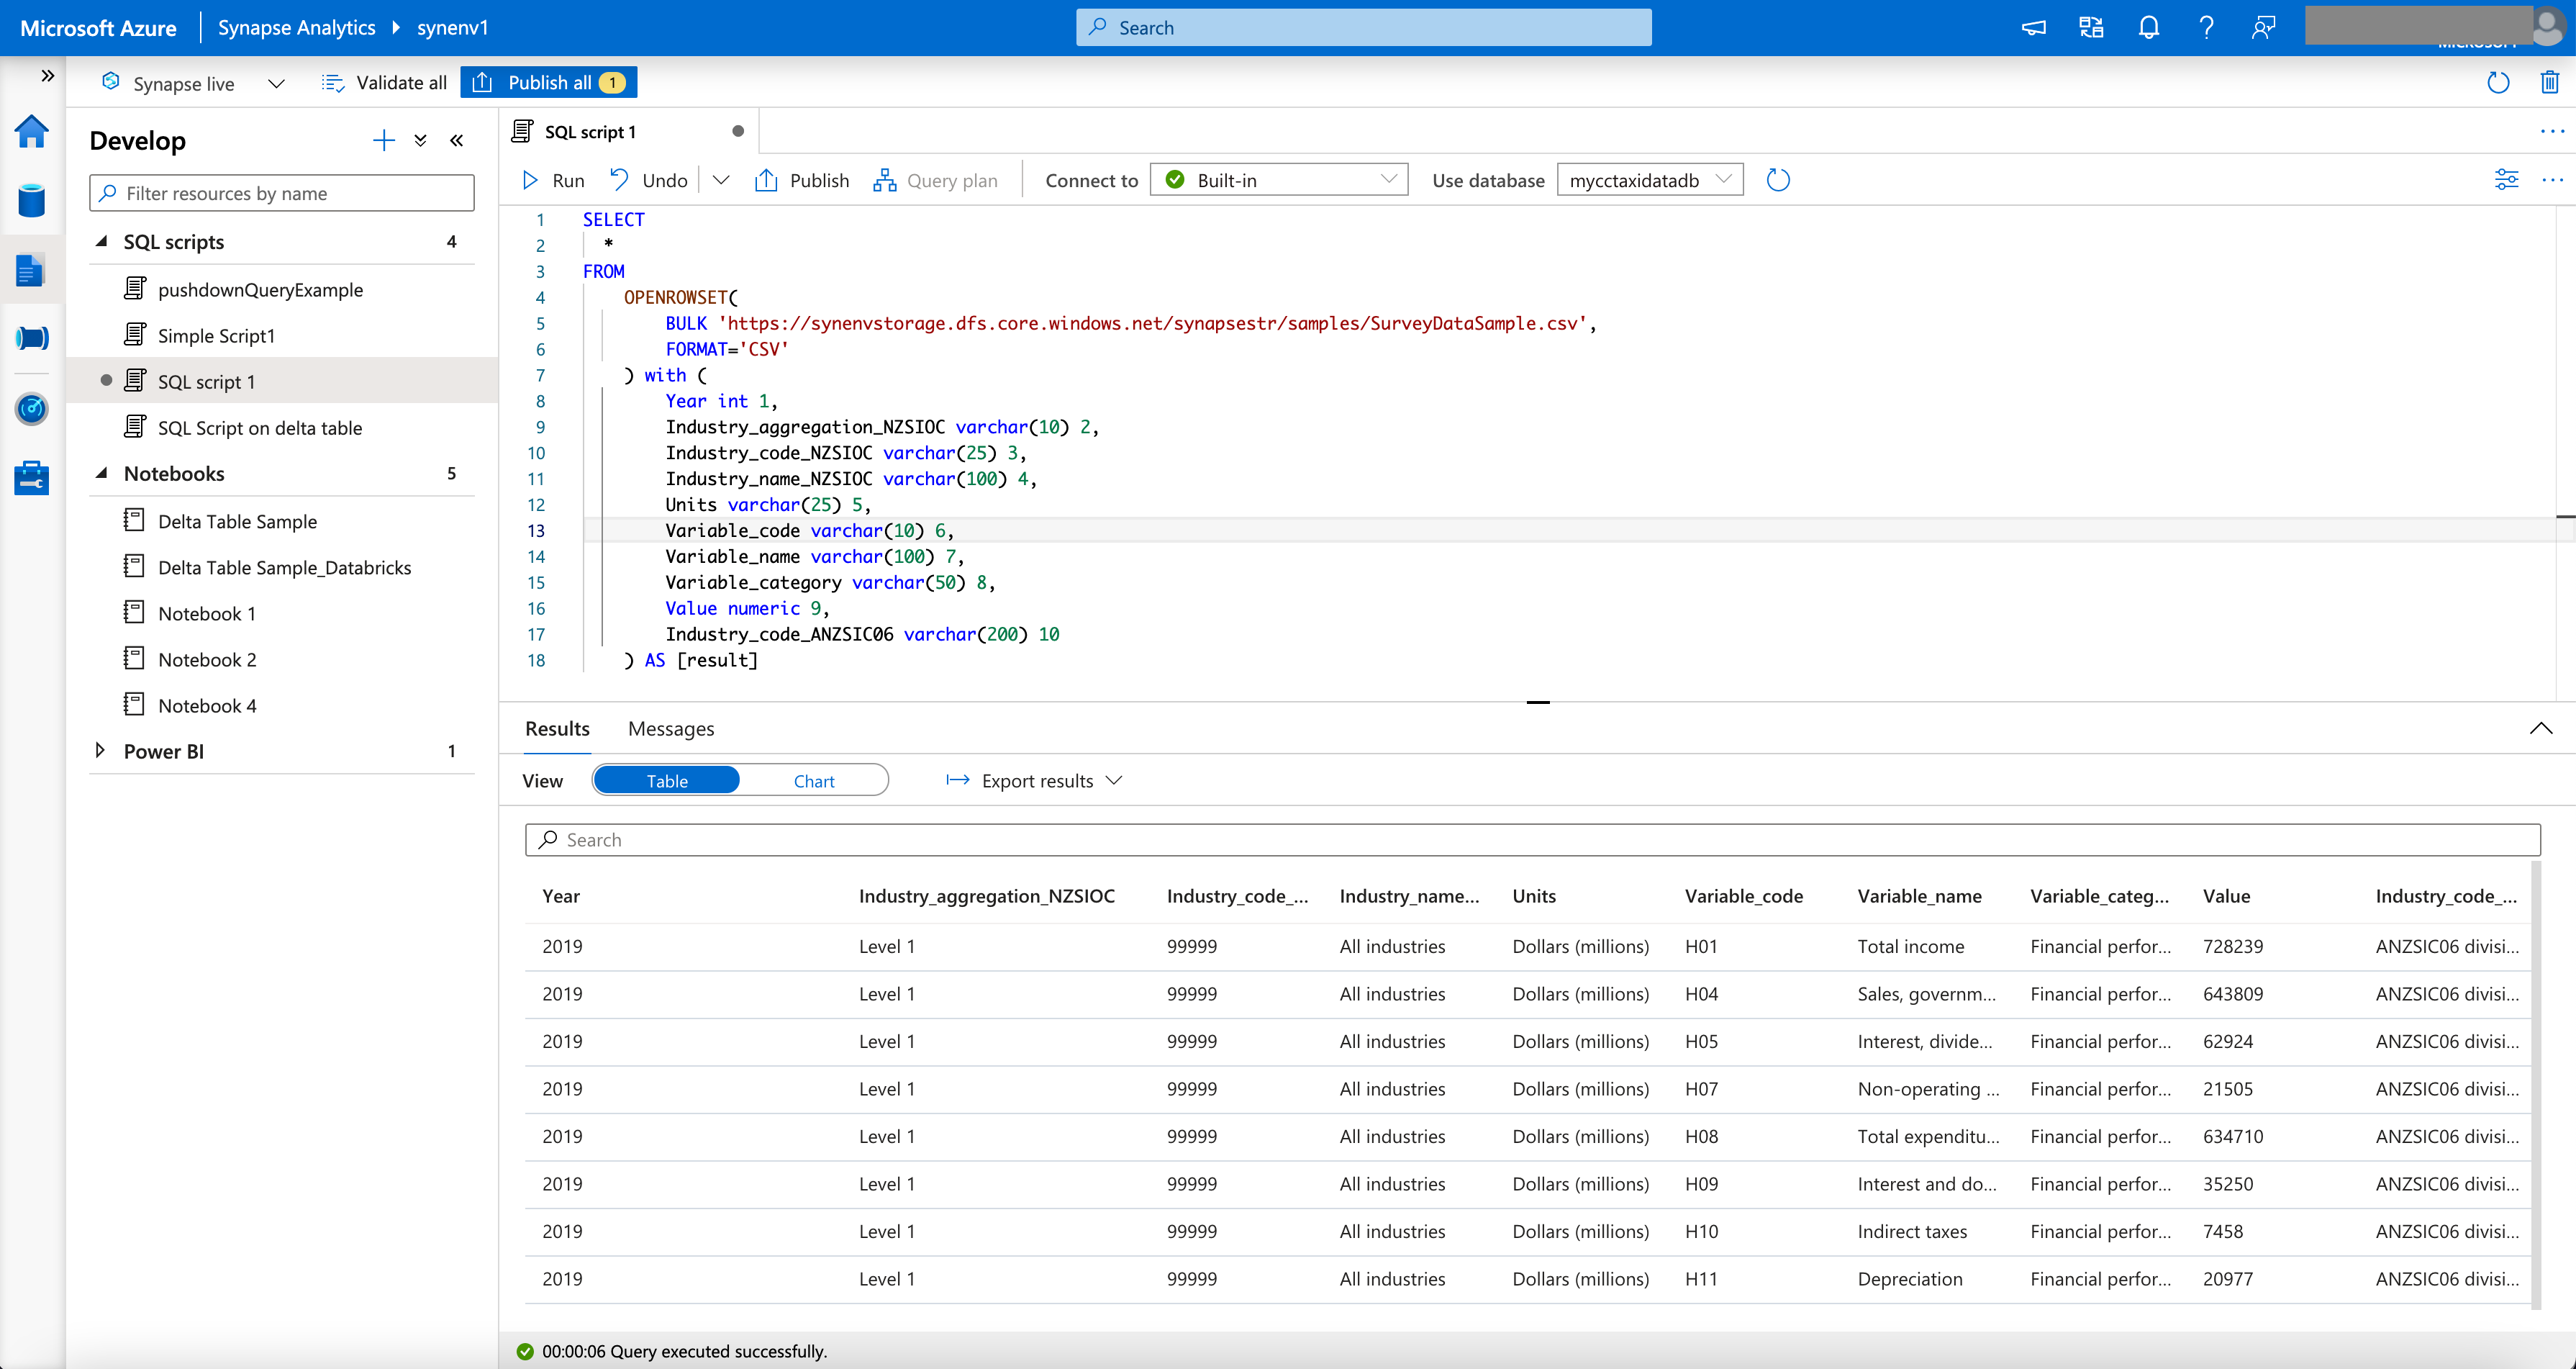 Microsoft Azure Synapse Analytics synenv1 Search
Synapse live Validate all Publish all 1
Develop
Filter resources by name
SQL scripts 4
pushdownQueryExample
Simple Script1
SQL script 1
SQL Script on delta table
Notebooks 5
Delta Table Sample
Delta Table Sample_Databricks
Notebook 1
Notebook 2
Notebook 4
Power BI 1
SQL script 1
Run Undo Publish Query plan Connect to Built-in Use database mycctaxidatadb
1 SELECT
2 *
3 FROM
4 OPENROWSET(
5 BULK 'https://synenvstorage.dfs.core.windows.net/synapsestr/samples/SurveyDataSample.csv',
6 FORMAT='CSV'
7 ) with (
8 Year int 1,
9 Industry_aggregation_NZSIOC varchar(10) 2,
10 Industry_code_NZSIOC varchar(25) 3,
11 Industry_name_NZSIOC varchar(100) 4,
12 Units varchar(25) 5,
13 Variable_code varchar(10) 6,
14 Variable_name varchar(100) 7,
15 Variable_category varchar(50) 8,
16 Value numeric 9,
17 Industry_code_ANZSIC06 varchar(200) 10
18 ) AS [result]
Results Messages
View Table Chart Export results
Search
Year Industry_aggregation_NZSIOC Industry_code_... Industry_name... Units Variable_code Variable_name Variable_categ... Value Industry_code_...
2019 Level 1 99999 All industries Dollars (millions) H01 Total income Financial perfor... 728239 ANZSIC06 divisi...
2019 Level 1 99999 All industries Dollars (millions) H04 Sales, governm... Financial perfor... 643809 ANZSIC06 divisi...
2019 Level 1 99999 All industries Dollars (millions) H05 Interest, divide... Financial perfor... 62924 ANZSIC06 divisi...
2019 Level 1 99999 All industries Dollars (millions) H07 Non-operating ... Financial perfor... 21505 ANZSIC06 divisi...
2019 Level 1 99999 All industries Dollars (millions) H08 Total expenditu... Financial perfor... 634710 ANZSIC06 divisi...
2019 Level 1 99999 All industries Dollars (millions) H09 Interest and do... Financial perfor... 35250 ANZSIC06 divisi...
2019 Level 1 99999 All industries Dollars (millions) H10 Indirect taxes Financial perfor... 7458 ANZSIC06 divisi...
2019 Level 1 99999 All industries Dollars (millions) H11 Depreciation Financial perfor... 20977 ANZSIC06 divisi...
00:00:06 Query executed successfully.